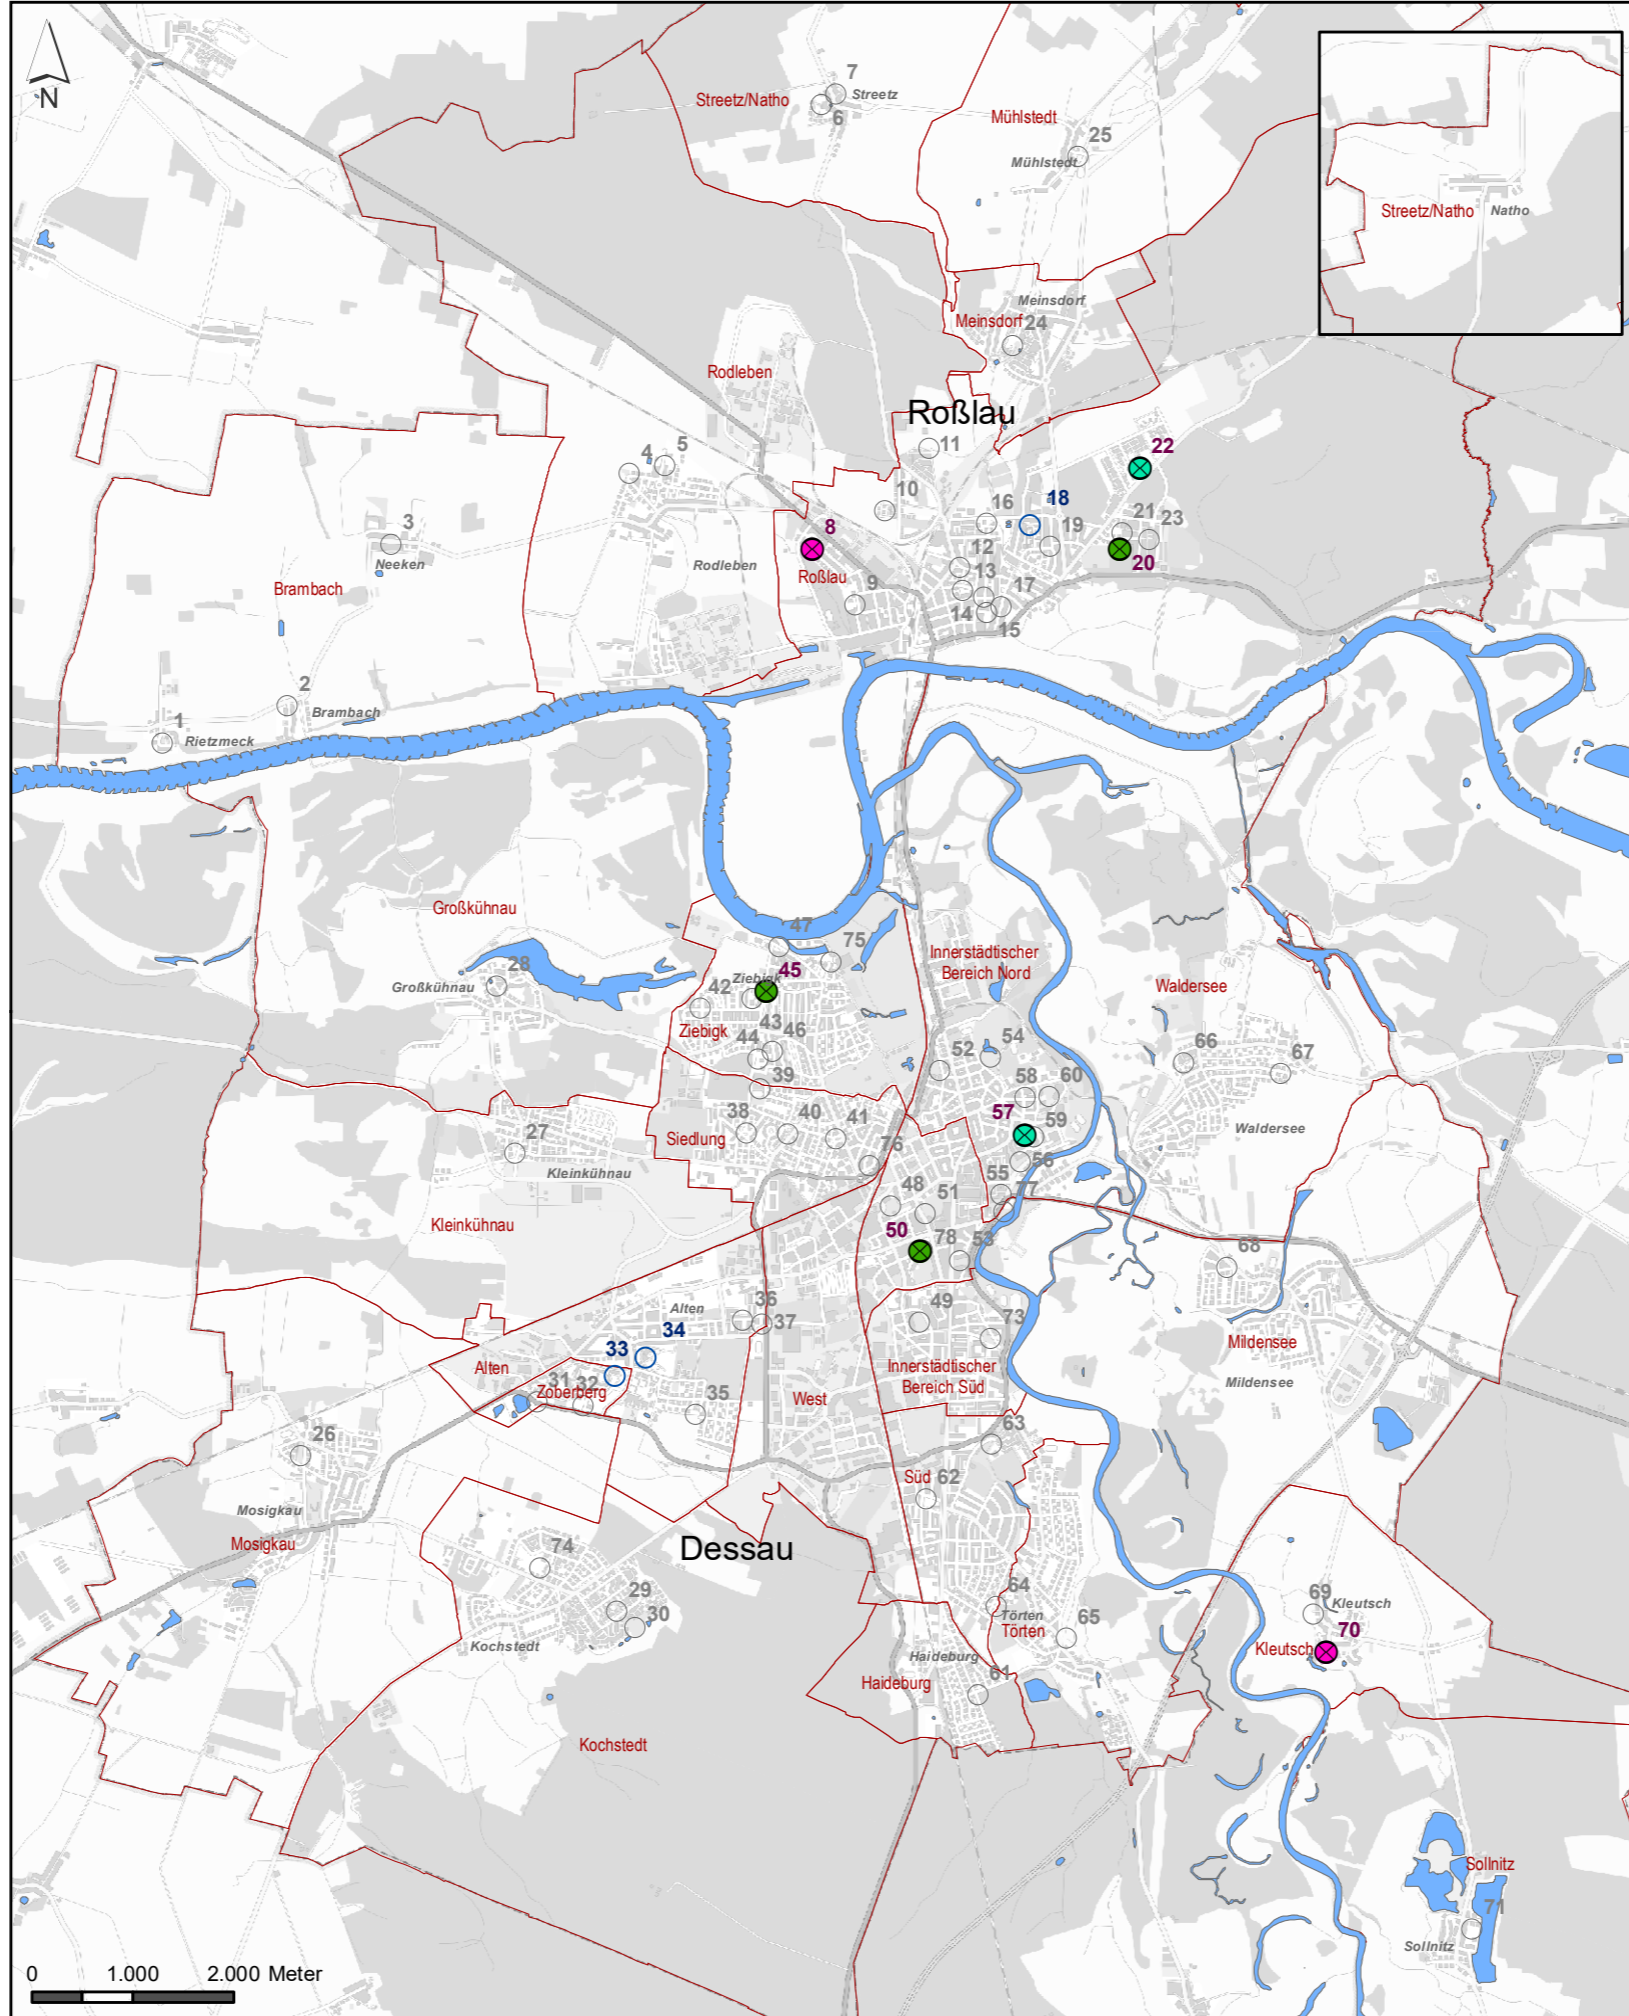 7
Streetz/Natho
Streetz
6
Mühlstedt
25
Mühlstedt
N
Streetz/Natho
Natho
Meinsdorf
Meinsdorf
24
Rodleben
Roßlau
11
22
4
5
10
16
18
3
8
19
21
23
Neeken
Rodleben
12
20
Roßlau
13
Brambach
9
17
14
15
2
Brambach
1
Rietzmeck
Großkühnau
47
75
Innerstädtischer
Bereich Nord
28
Ziebigk
45
Großkühnau
42
Waldersee
Ziebigk
43
46
44
52
54
66
67
39
58
60
38
40
41
57
59
Siedlung
Waldersee
27
76
56
Kleinkühnau
55
77
48
51
Kleinkühnau
50
78
53
68
36
Alten
49
73
37
34
33
Mildensee
Alten
Innerstädtischer
Bereich Süd
31
32
Zoberberg
Mildensee
35
West
26
63
Süd
62
Mosigkau
Mosigkau
Dessau
74
29
64
69
Kleutsch
30
Törten
Törten
65
70
Kochstedt
Kleutsch
Haideburg
61
Haideburg
Kochstedt
Sollnitz
71
Sollnitz
0
1.000
2.000 Meter